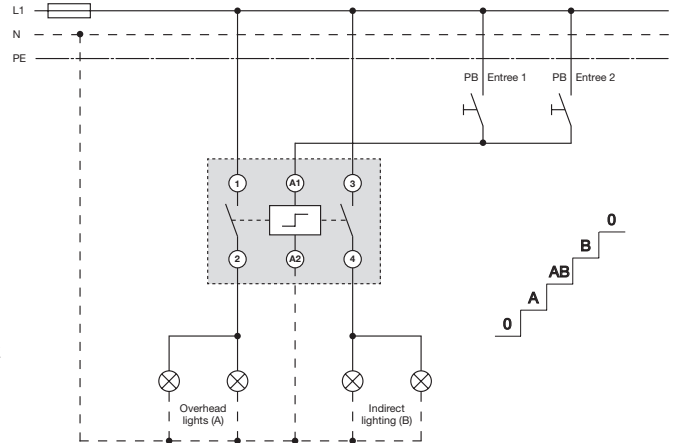 L1
N
PE
PB Entree 1
PB Entree 2
1
A1
3
2
A2
4
0
B
AB
A
0
Overhead
lights (A)
Indirect
lighting (B)